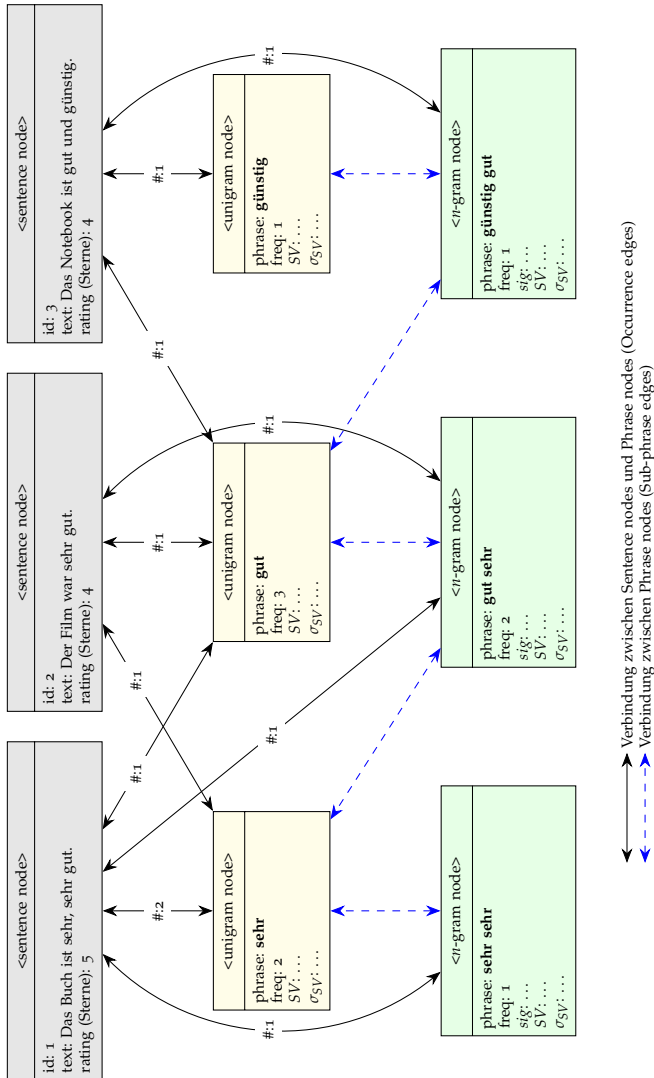 <sentence node>
id: 1
text: Das Buch ist sehr, sehr gut.
rating (Sterne): 5
<sentence node>
id: 2
text: Der Film war sehr gut.
rating (Sterne): 4
<sentence node>
id: 3
text: Das Notebook ist gut und günstig.
rating (Sterne): 4
#:1
#:2
#:1
#:1
#:1
#:1
#:1
#:1
#:1
#:1
<unigram node>
phrase: sehr
freq: 2
SV: …
σSV: …
<unigram node>
phrase: gut
freq: 3
SV: …
σSV: …
<unigram node>
phrase: günstig
freq: 1
SV: …
σSV: …
<n-gram node>
phrase: sehr sehr
freq: 1
sig: …
SV: …
σSV: …
<n-gram node>
phrase: gut sehr
freq: 2
sig: …
SV: …
σSV: …
<n-gram node>
phrase: günstig gut
freq: 1
sig: …
SV: …
σSV: …
Verbindung zwischen Sentence nodes und Phrase nodes (Occurrence edges)
Verbindung zwischen Phrase nodes (Sub-phrase edges)